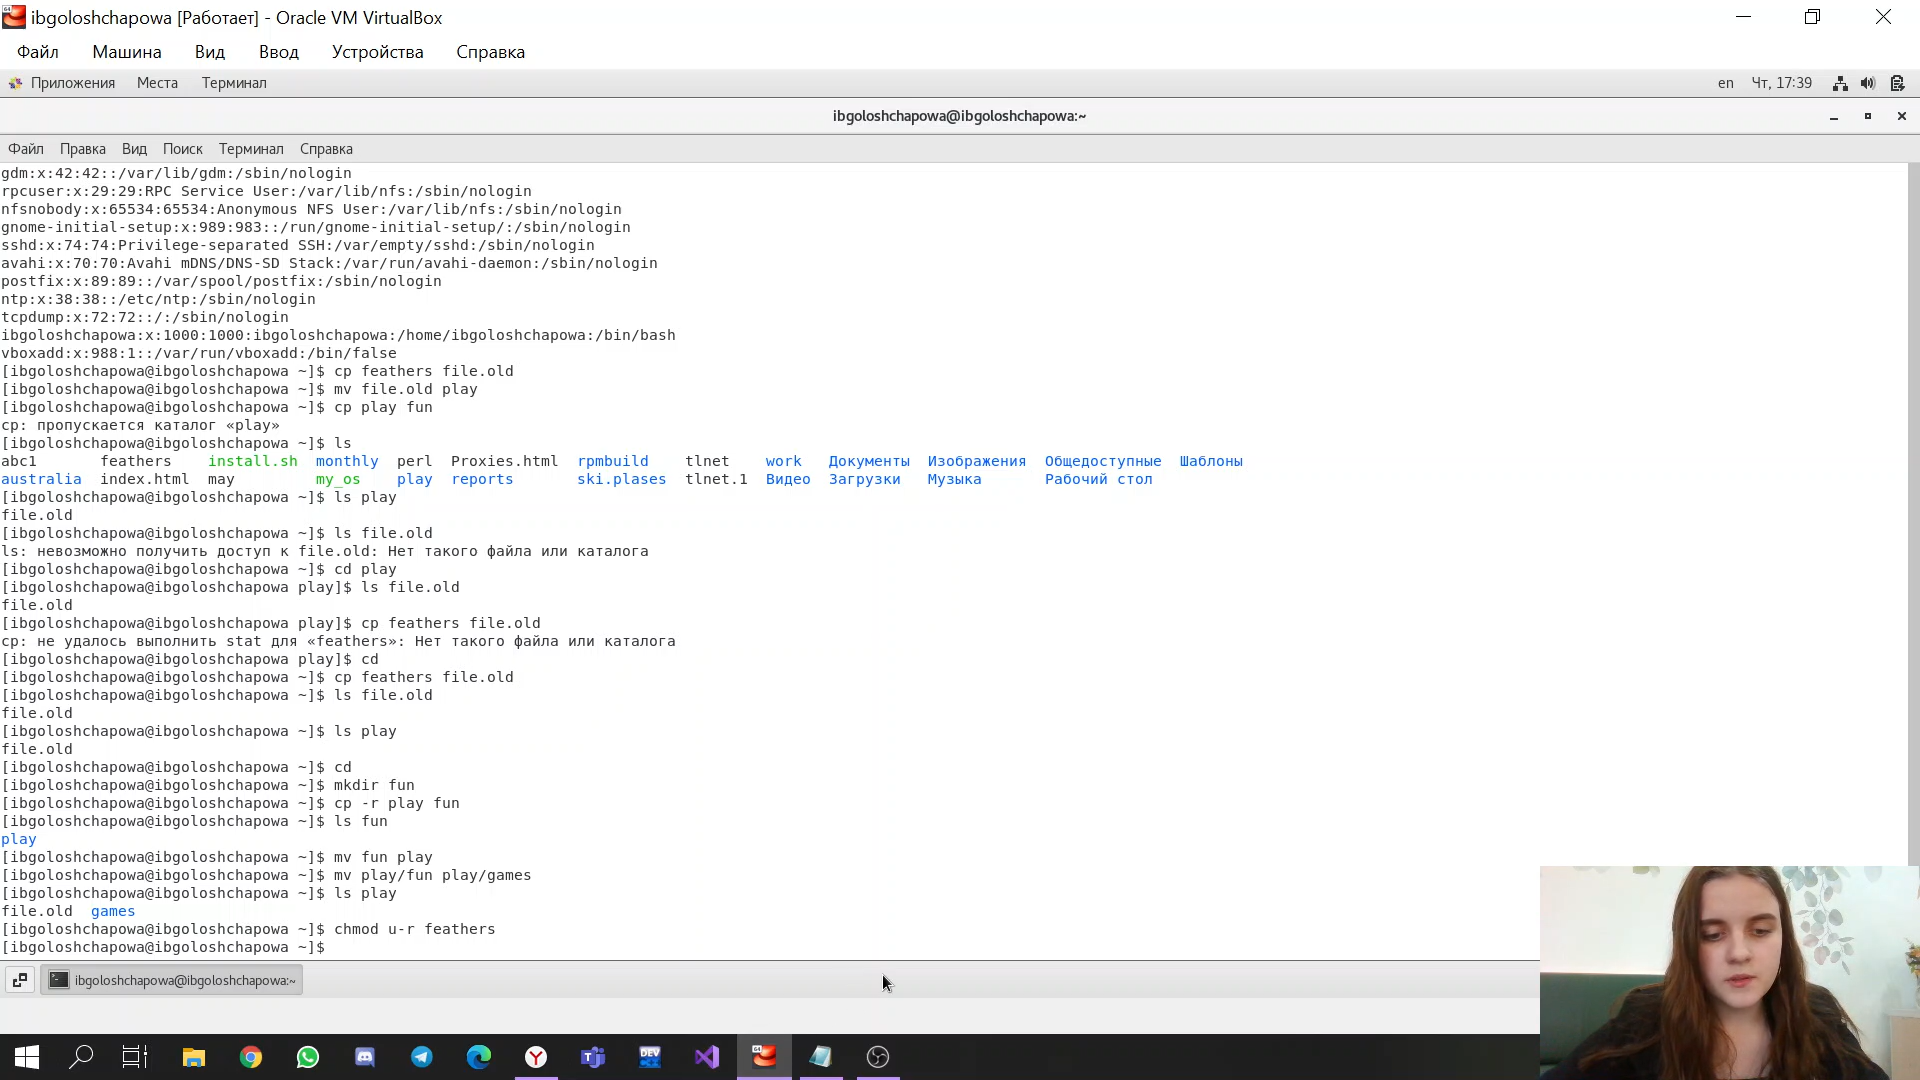 ibgoloshchapowa [Работает] - Oracle VM VirtualBox
Файл Машина Вид Ввод Устройства Справка
Приложения Места Терминал en Чт, 17:39
ibgoloshchapowa@ibgoloshchapowa:~
Файл Правка Вид Поиск Терминал Справка
gdm:x:42:42::/var/lib/gdm:/sbin/nologin
rpcuser:x:29:29:RPC Service User:/var/lib/nfs:/sbin/nologin
nfsnobody:x:65534:65534:Anonymous NFS User:/var/lib/nfs:/sbin/nologin
gnome-initial-setup:x:989:983::/run/gnome-initial-setup/:/sbin/nologin
sshd:x:74:74:Privilege-separated SSH:/var/empty/sshd:/sbin/nologin
avahi:x:70:70:Avahi mDNS/DNS-SD Stack:/var/run/avahi-daemon:/sbin/nologin
postfix:x:89:89::/var/spool/postfix:/sbin/nologin
ntp:x:38:38::/etc/ntp:/sbin/nologin
tcpdump:x:72:72::/:/sbin/nologin
ibgoloshchapowa:x:1000:1000:ibgoloshchapowa:/home/ibgoloshchapowa:/bin/bash
vboxadd:x:988:1::/var/run/vboxadd:/bin/false
[ibgoloshchapowa@ibgoloshchapowa ~]$ cp feathers file.old
[ibgoloshchapowa@ibgoloshchapowa ~]$ mv file.old play
[ibgoloshchapowa@ibgoloshchapowa ~]$ cp play fun
cp: пропускается каталог «play»
[ibgoloshchapowa@ibgoloshchapowa ~]$ ls
abc1 feathers install.sh monthly perl Proxies.html rpmbuild tlnet work Документы Изображения Общедоступные Шаблоны
australia index.html may my_os play reports ski.plases tlnet.1 Видео Загрузки Музыка Рабочий стол
[ibgoloshchapowa@ibgoloshchapowa ~]$ ls play
file.old
[ibgoloshchapowa@ibgoloshchapowa ~]$ ls file.old
ls: невозможно получить доступ к file.old: Нет такого файла или каталога
[ibgoloshchapowa@ibgoloshchapowa ~]$ cd play
[ibgoloshchapowa@ibgoloshchapowa play]$ ls file.old
file.old
[ibgoloshchapowa@ibgoloshchapowa play]$ cp feathers file.old
cp: не удалось выполнить stat для «feathers»: Нет такого файла или каталога
[ibgoloshchapowa@ibgoloshchapowa play]$ cd
[ibgoloshchapowa@ibgoloshchapowa ~]$ cp feathers file.old
[ibgoloshchapowa@ibgoloshchapowa ~]$ ls file.old
file.old
[ibgoloshchapowa@ibgoloshchapowa ~]$ ls play
file.old
[ibgoloshchapowa@ibgoloshchapowa ~]$ cd
[ibgoloshchapowa@ibgoloshchapowa ~]$ mkdir fun
[ibgoloshchapowa@ibgoloshchapowa ~]$ cp -r play fun
[ibgoloshchapowa@ibgoloshchapowa ~]$ ls fun
play
[ibgoloshchapowa@ibgoloshchapowa ~]$ mv fun play
[ibgoloshchapowa@ibgoloshchapowa ~]$ mv play/fun play/games
[ibgoloshchapowa@ibgoloshchapowa ~]$ ls play
file.old games
[ibgoloshchapowa@ibgoloshchapowa ~]$ chmod u-r feathers
[ibgoloshchapowa@ibgoloshchapowa ~]$
ibgoloshchapowa@ibgoloshchapowa:~
DEV
64